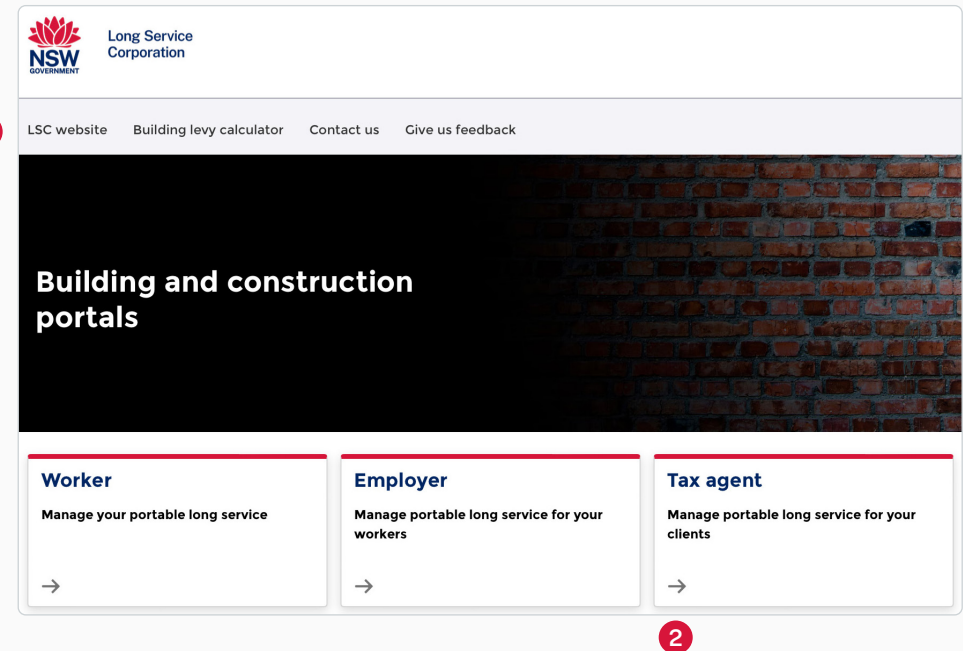 Long Service
Corporation
NSW
GOVERNMENT
LSC website Building levy calculator Contact us Give us feedback
Building and construction
portals
Worker
Manage your portable long service
Employer
Manage portable long service for your
workers
Tax agent
Manage portable long service for your
clients
2